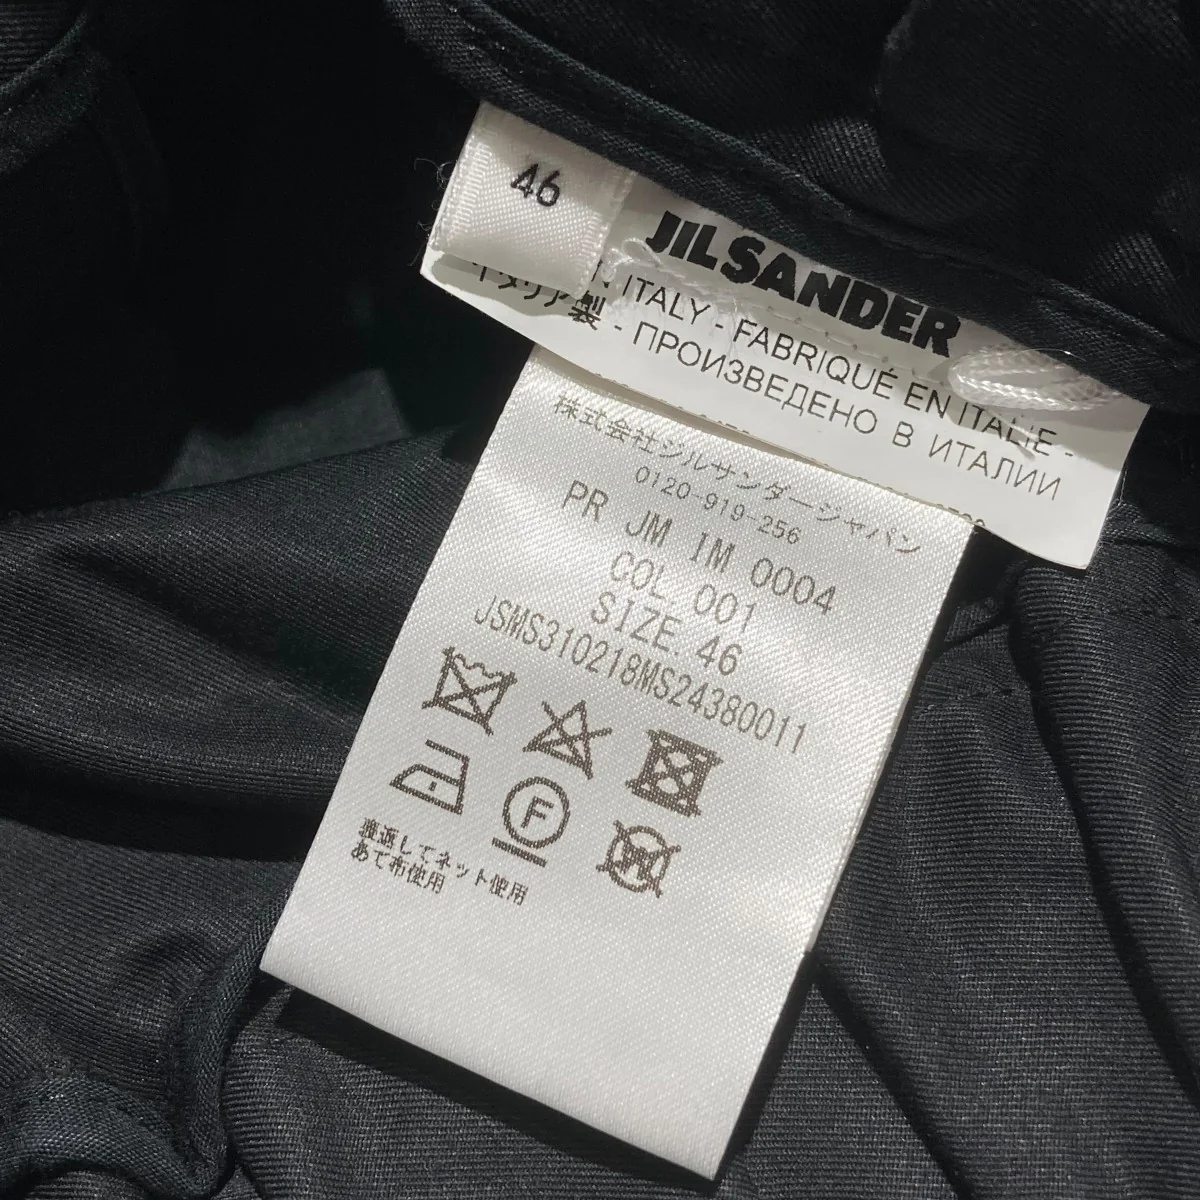 46
JIL SANDER
N ITALY - FABRIQUÉ EN ITALIE -
イタリア製 - ПРОИЗВЕДЕНО В ИТАЛИИ
株式会社ジルサンダージャパン
0120-919-256
PR JM IM 0004
COL. 001
SIZE. 46
JSMS310218MS24380011
F
裏返してネット使用
あて布使用